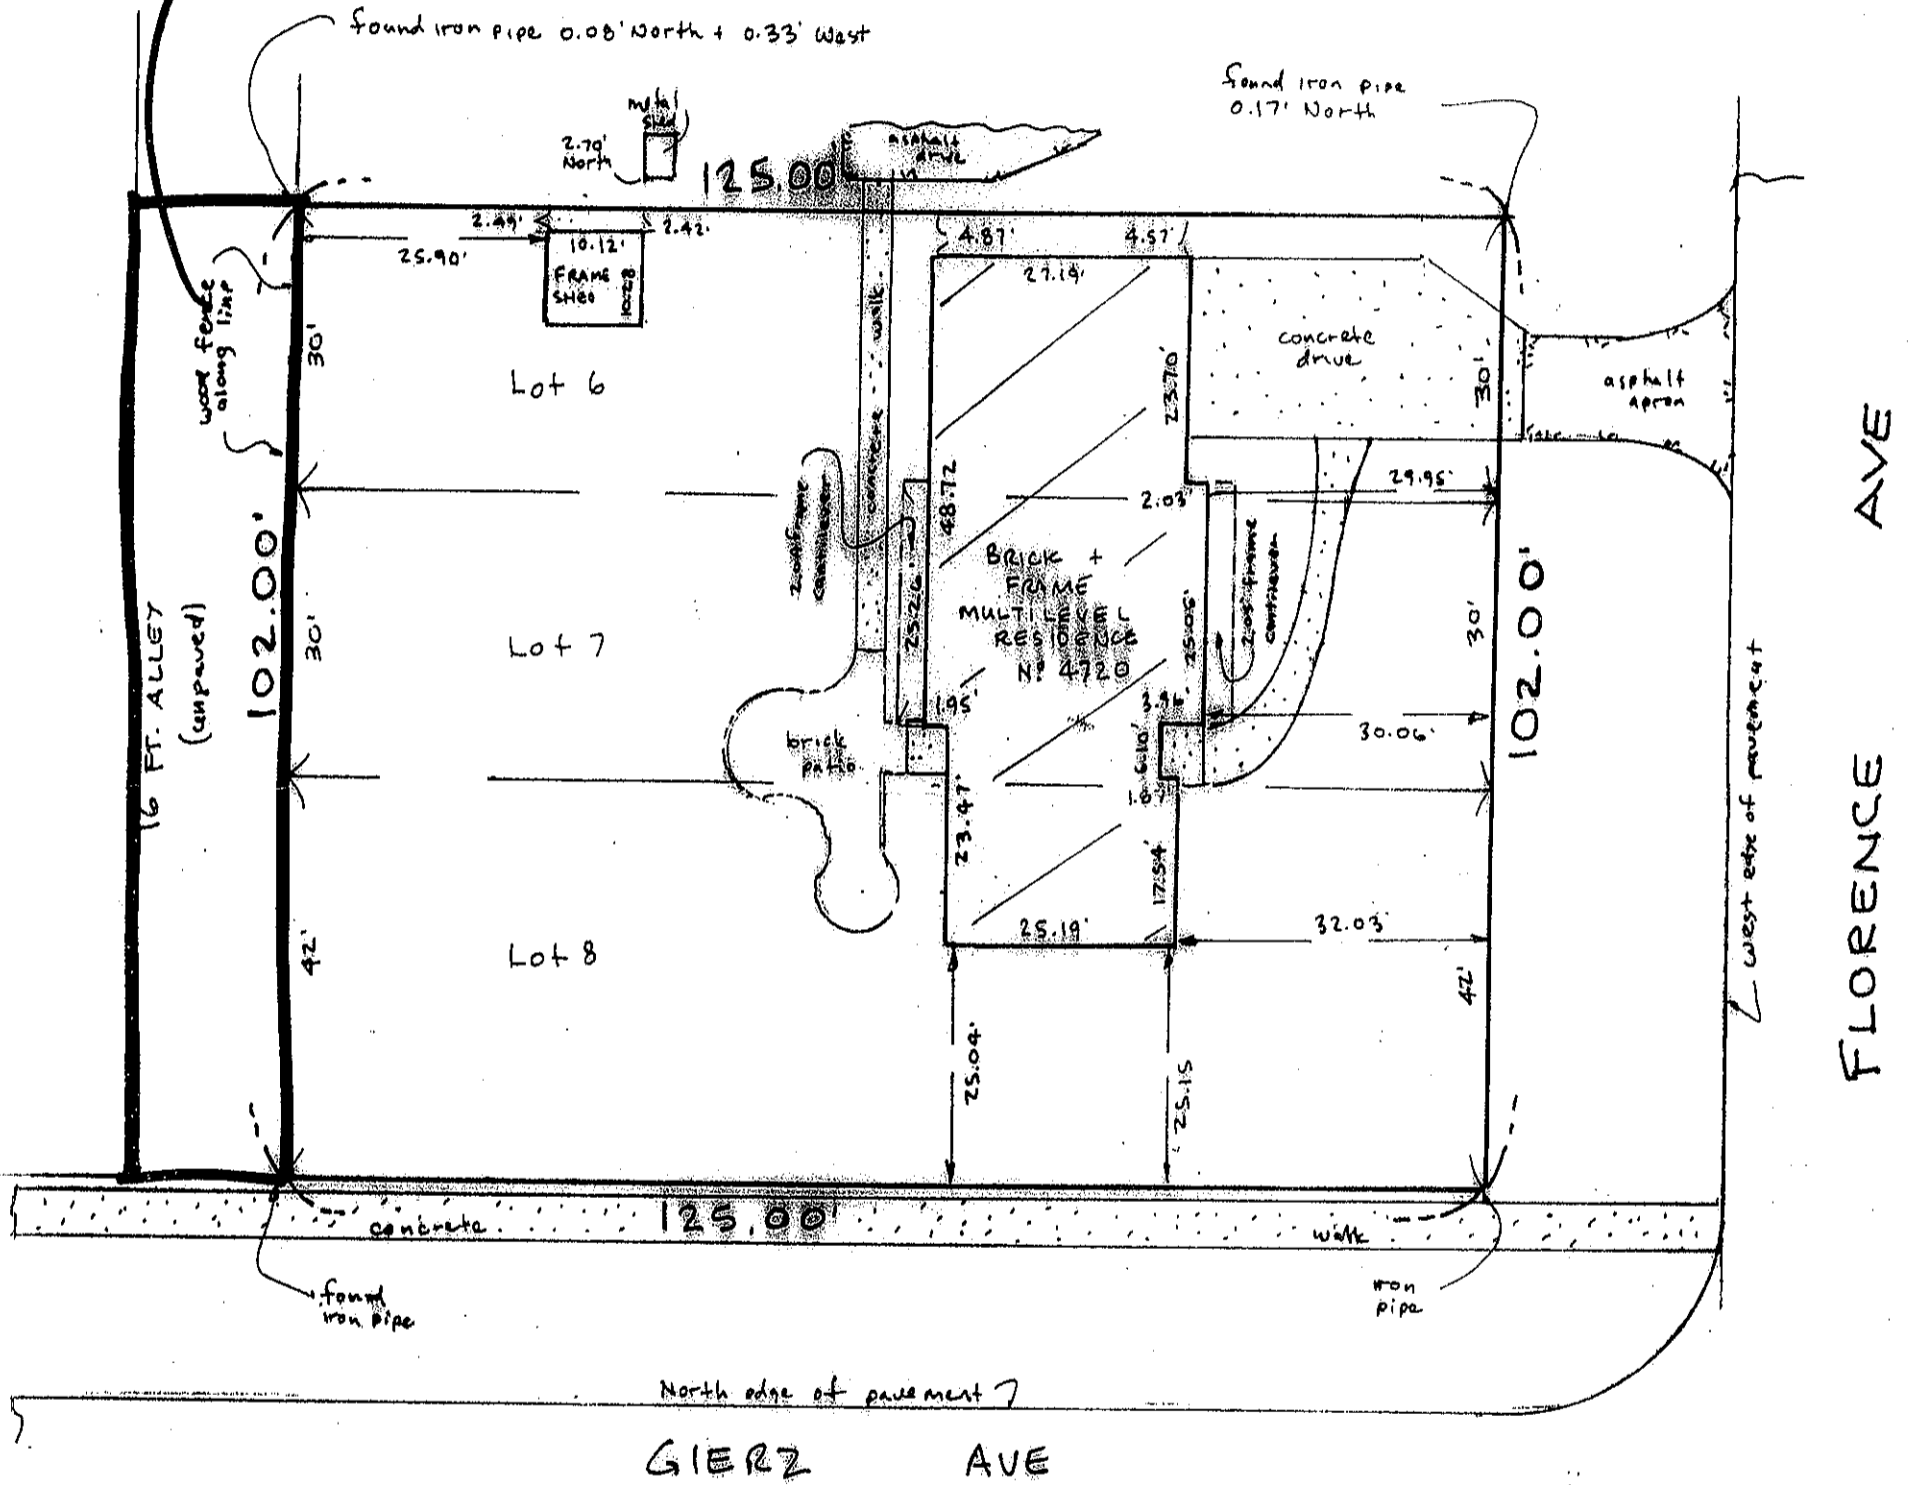 found iron pipe 0.08' North + 0.33' West
found iron pipe
0.17' North
metal
shed
2.70'
North
125.00'
asphalt
drive
2.49'
2.42'
25.90'
10.12'
FRAME
SHED
4.87'
4.57'
27.19'
wood fence
along line
30'
Lot 6
concrete walk
23.70'
concrete
drive
30'
asphalt
apron
48.72
29.95'
2.03'
2.05' frame
cantilever
BRICK +
FRAME
MULTILEVEL
RESIDENCE
No. 4720
25.26'
25.05'
16 FT. ALLEY
(unpaved)
102.00'
30'
Lot 7
30'
102.00'
1.95'
30.06'
brick
patio
6.10'
23.47'
17.54'
42'
Lot 8
25.19'
32.03'
42'
25.04'
25.15
west edge of pavement
FLORENCE AVE
concrete
125.00'
walk
found
iron pipe
iron
pipe
North edge of pavement
GIERZ AVE